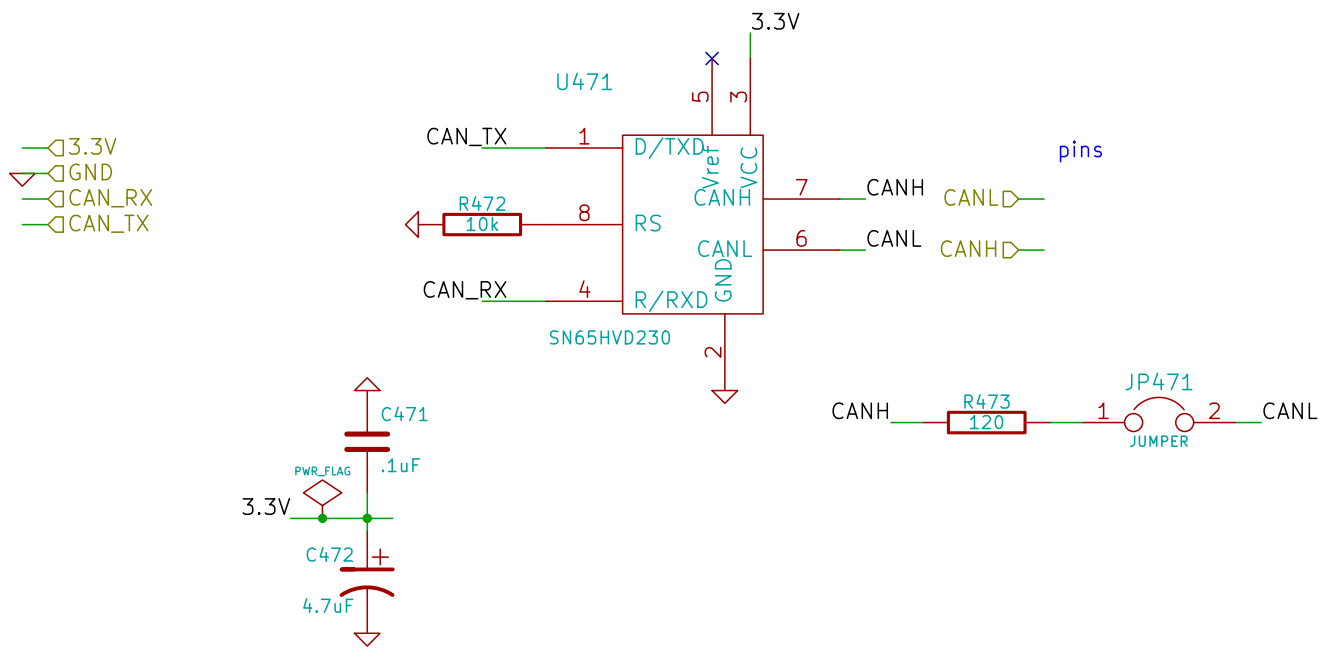 3.3V
GND
CAN_RX
CAN_TX
U471
3.3V
5
3
CAN_TX
1
D/TXD
Vref
VCC
R472
10k
8
RS
CAN_RX
4
R/RXD
GND
2
SN65HVD230
CANH
7
CANH
CANL
6
CANL
pins
CANL
CANH
C471
.1uF
PWR_FLAG
3.3V
C472
+
4.7uF
CANH
R473
120
JP471
1
2
JUMPER
CANL